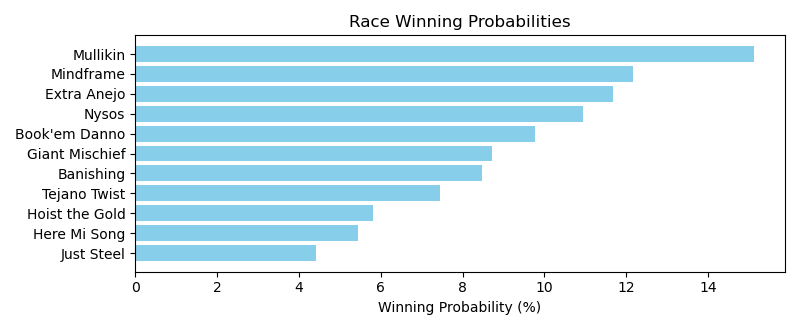 Race Winning Probabilities
Mullikin
Mindframe
Extra Anejo
Nysos
Book'em Danno
Giant Mischief
Banishing
Tejano Twist
Hoist the Gold
Here Mi Song
Just Steel
0 2 4 6 8 10 12 14
Winning Probability (%)